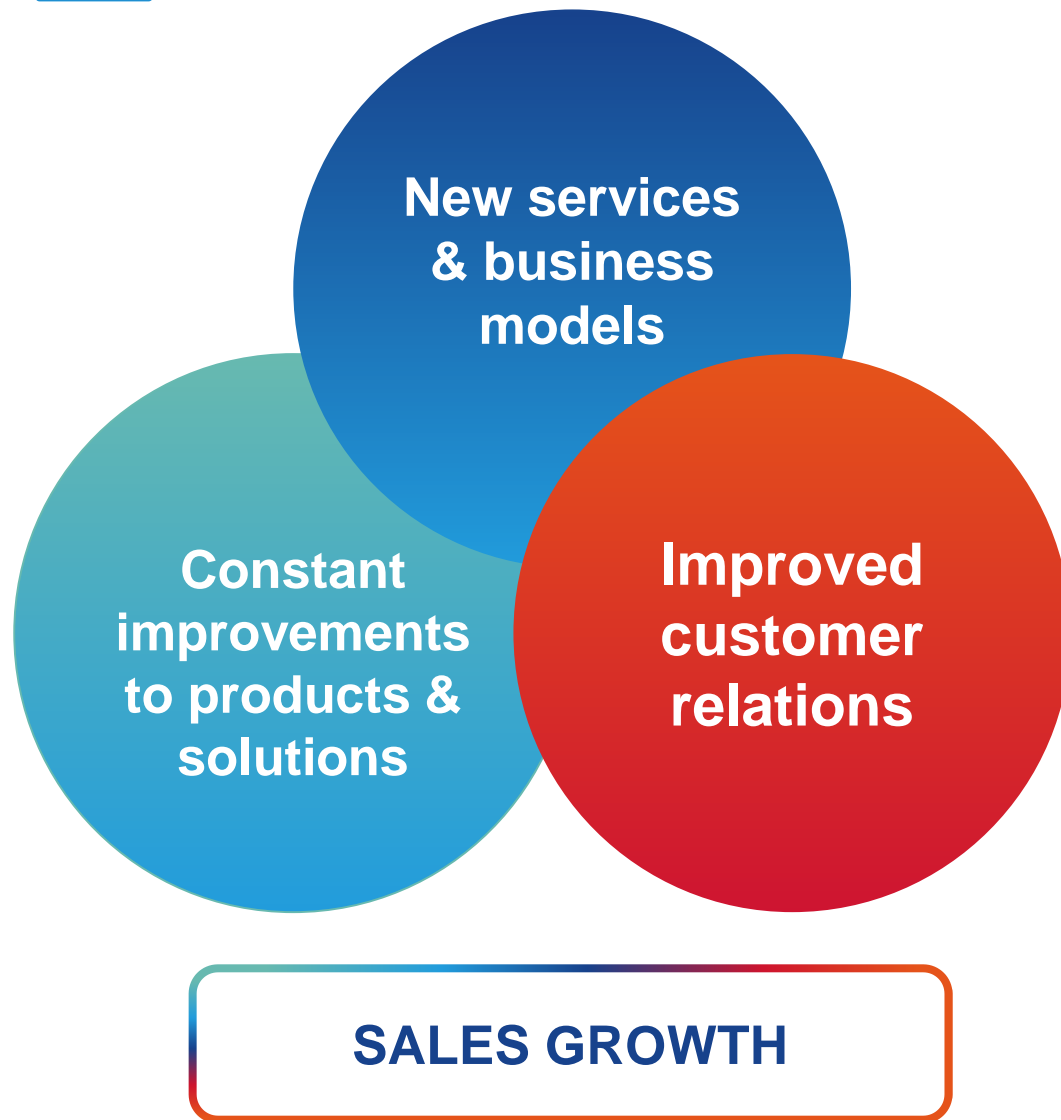 New services
& business
models
Constant
improvements
to products &
solutions
Improved
customer
relations
SALES GROWTH